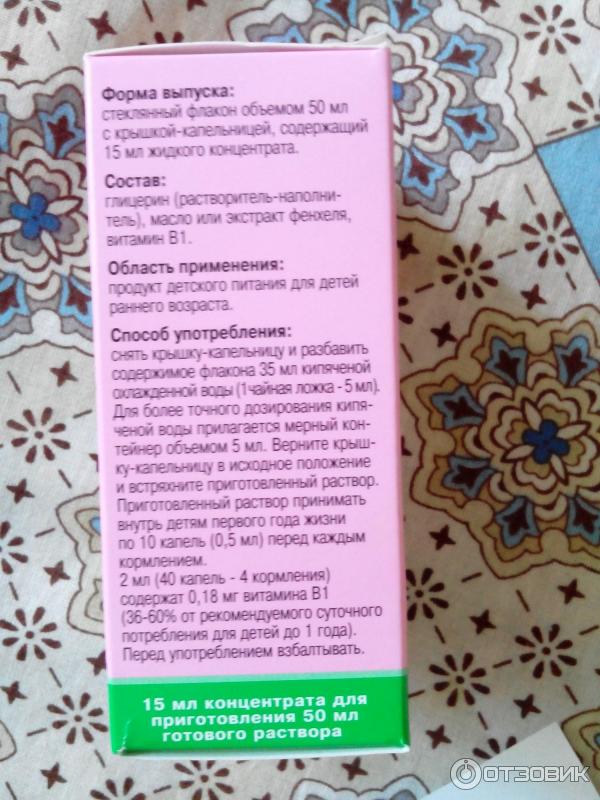 Форма выпуска:
стеклянный флакон объемом 50 мл
с крышкой-капельницей, содержащий
15 мл жидкого концентрата.
Состав:
глицерин (растворитель-наполни-
тель), масло или экстракт фенхеля,
витамин В1.
Область применения:
продукт детского питания для детей
раннего возраста.
Способ употребления:
снять крышку-капельницу и разбавить
содержимое флакона 35 мл кипяченой
охлажденной воды (1чайная ложка - 5 мл).
Для более точного дозирования кипя-
ченой воды прилагается мерный кон-
тейнер объемом 5 мл. Верните крыш-
ку-капельницу в исходное положение
и встряхните приготовленный раствор.
Приготовленный раствор принимать
внутрь детям первого года жизни
по 10 капель (0,5 мл) перед каждым
кормлением.
2 мл (40 капель - 4 кормления)
содержат 0,18 мг витамина В1
(36-60% от рекомендуемого суточного
потребления для детей до 1 года).
Перед употреблением взбалтывать.
15 мл концентрата для
приготовления 50 мл
готового раствора
ОТЗОВИК